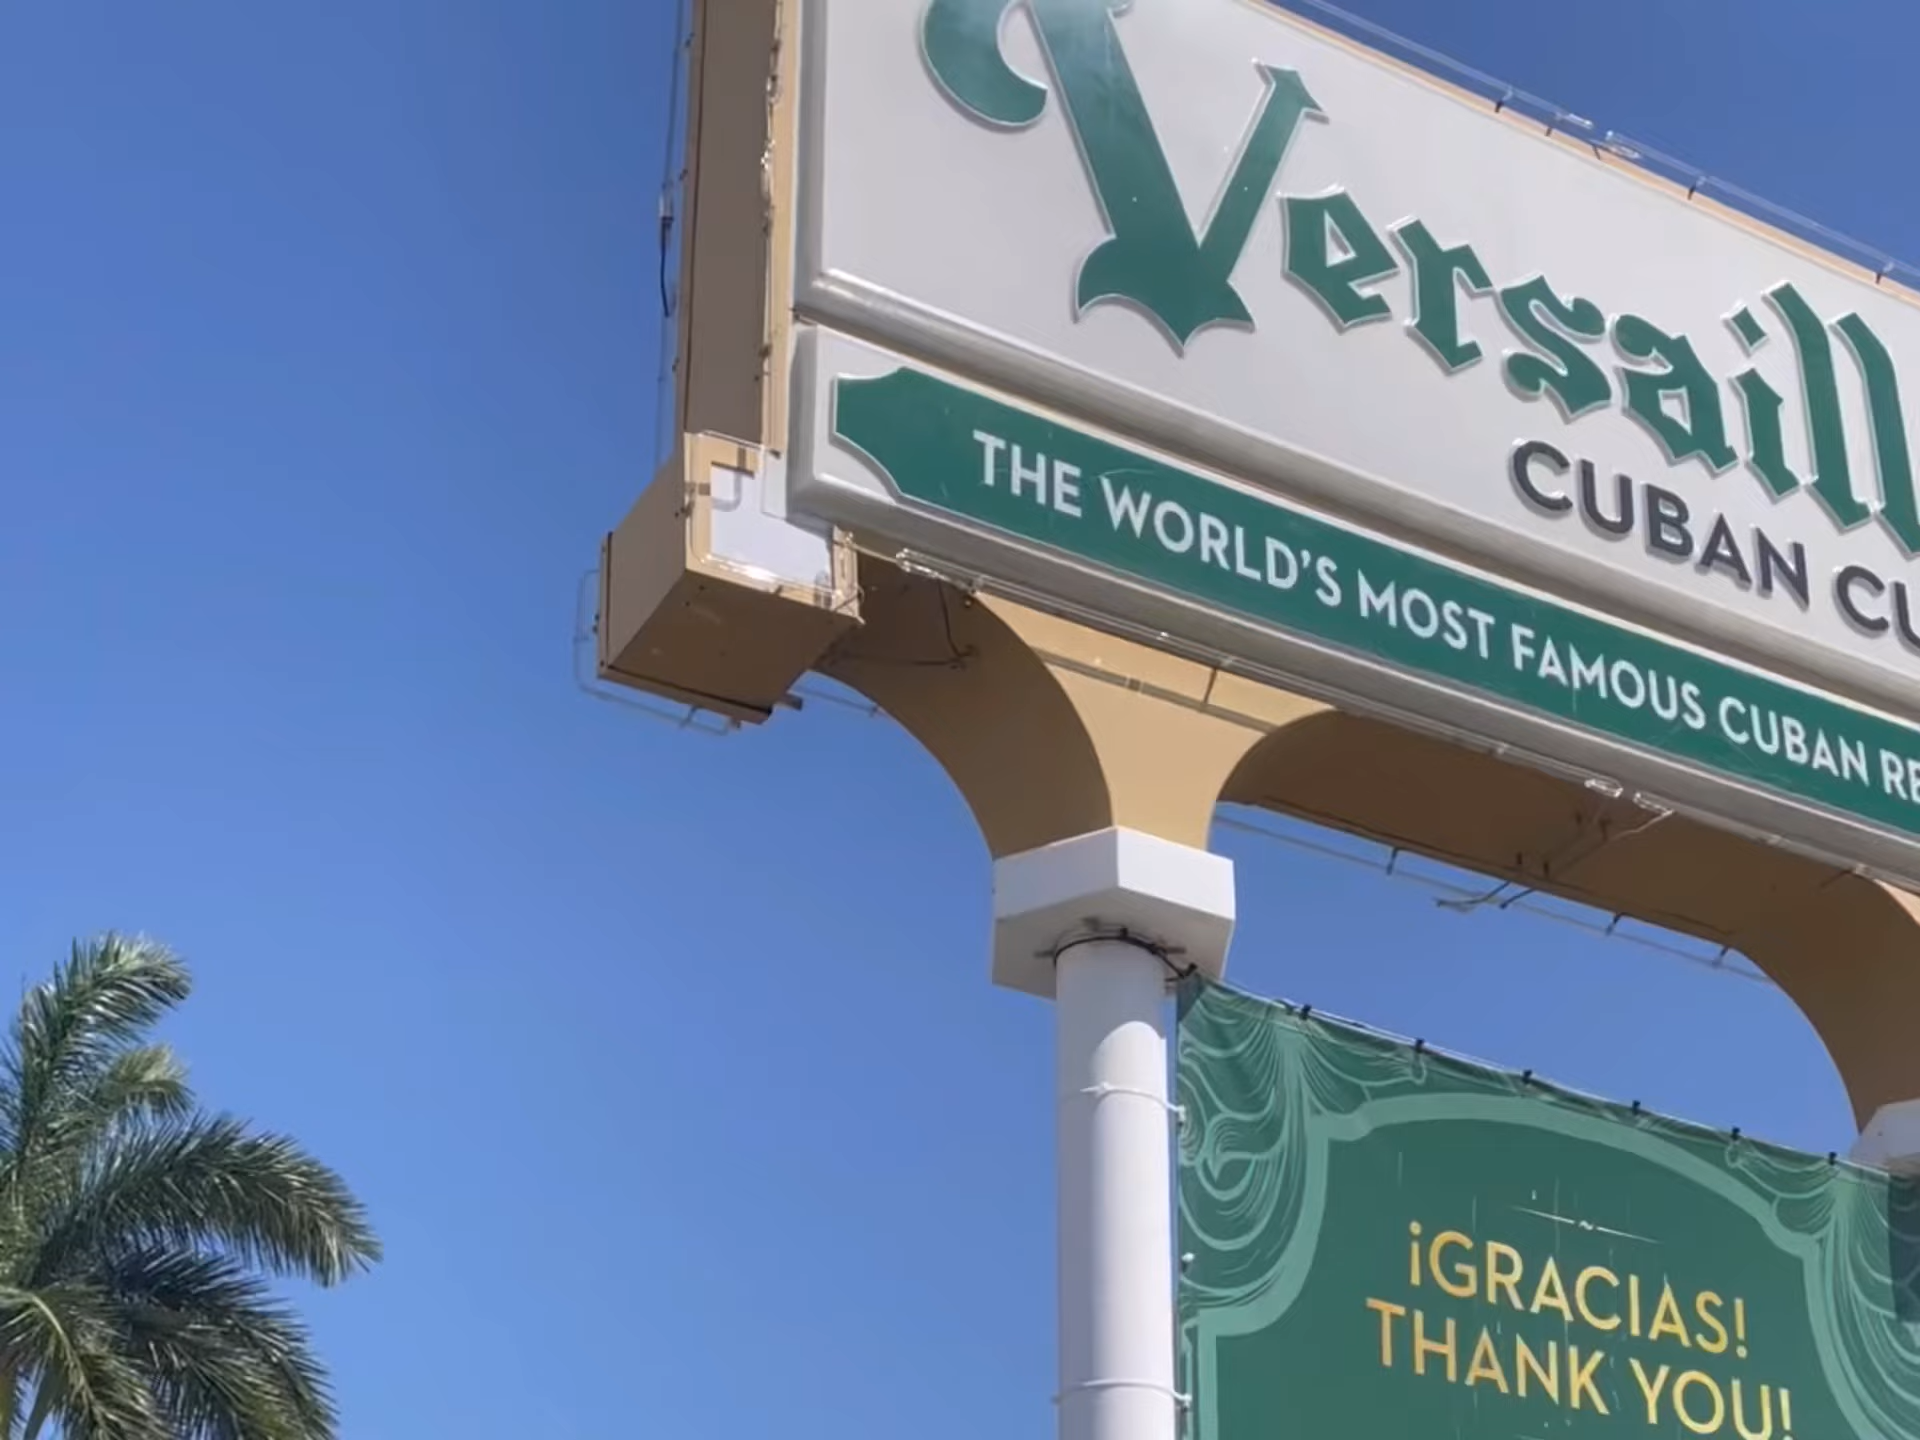 Versaill
CUBAN CU
THE WORLD'S MOST FAMOUS CUBAN RE
¡GRACIAS!
THANK YOU!